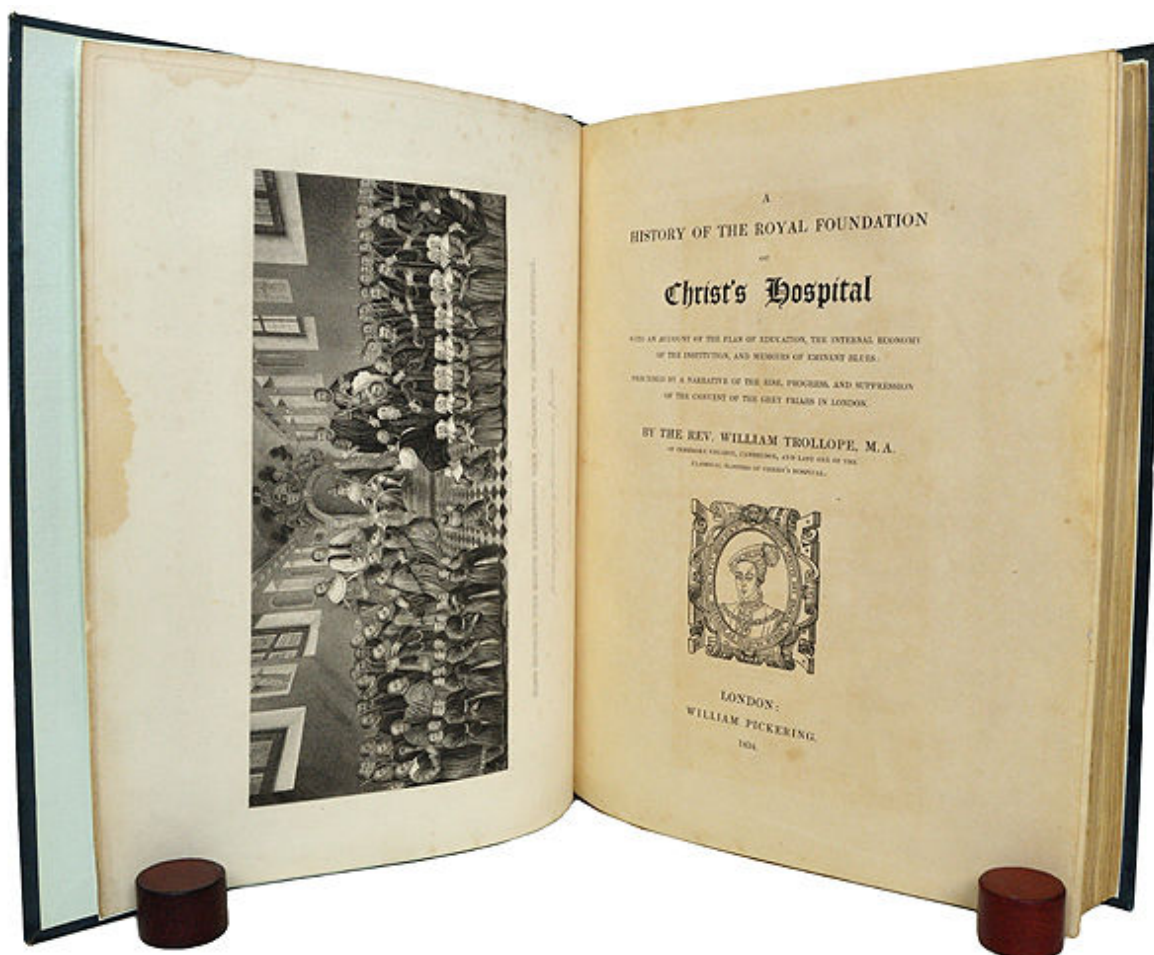 A
HISTORY OF THE ROYAL FOUNDATION
OF
Christ's Hospital
WITH AN ACCOUNT OF THE PLAN OF EDUCATION, THE INTERNAL ECONOMY
OF THE INSTITUTION, AND MEMOIRS OF EMINENT BLUES:
PRECEDED BY A NARRATIVE OF THE RISE, PROGRESS, AND SUPPRESSION
OF THE CONVENT OF THE GREY FRIARS IN LONDON.
BY THE REV. WILLIAM TROLLOPE, M.A.
OF PEMBROKE COLLEGE, CAMBRIDGE, AND LATE ONE OF THE
CLASSICAL MASTERS OF CHRIST'S HOSPITAL.
LONDON:
WILLIAM PICKERING.
1834.